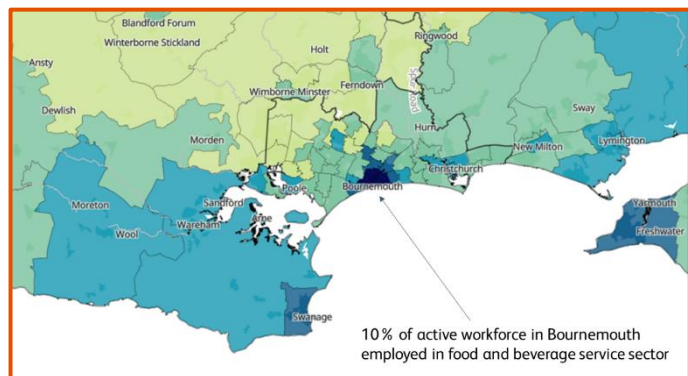 Blandford Forum
Winterborne Stickland
Ringwood
Holt
Ansty
Ferndown
Wimborne Minster
Dewlish
Sway
Hurn
Morden
New Milton
Lymington
Christchurch
Poole
Bournemouth
Moreton
Sandford
Arne
Yarmouth
Wareham
Wool
Freshwater
Swanage
10% of active workforce in Bournemouth
employed in food and beverage service sector